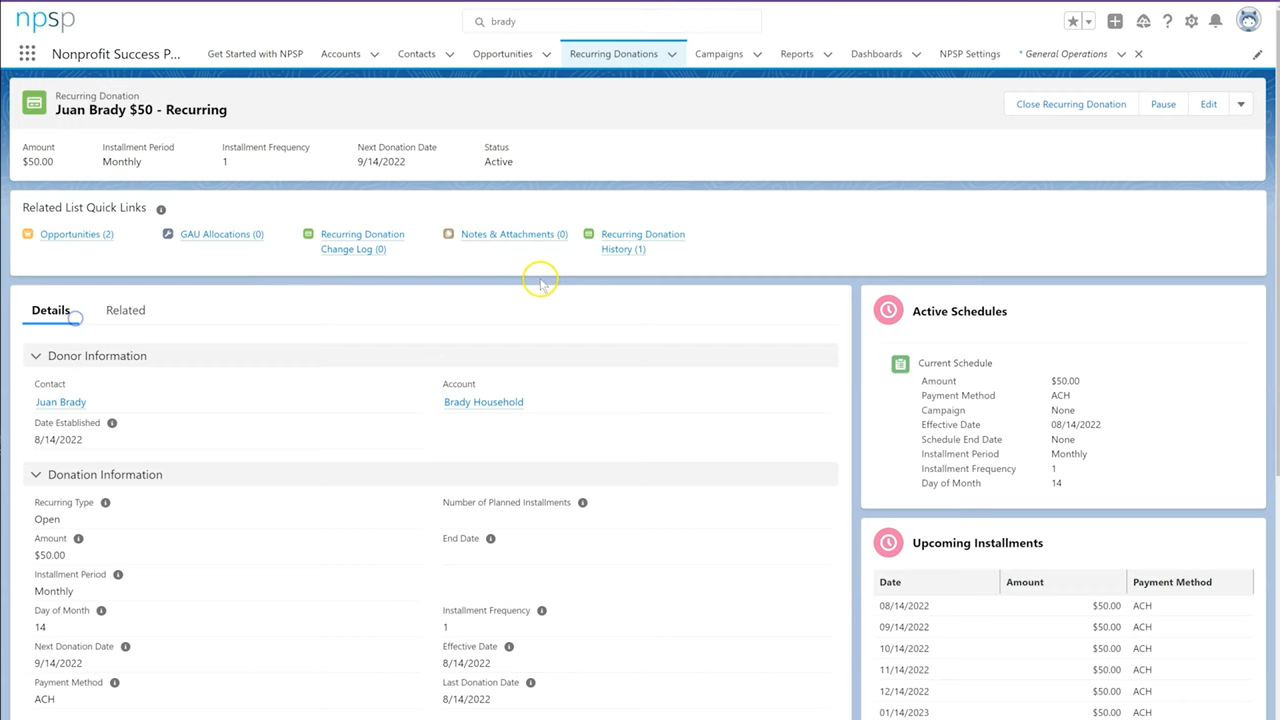 npsp
brady
Nonprofit Success P...
Get Started with NPSP
Accounts
Contacts
Opportunities
Recurring Donations
Campaigns
Reports
Dashboards
NPSP Settings
* General Operations
Recurring Donation
Juan Brady $50 - Recurring
Close Recurring Donation
Pause
Edit
Amount
Installment Period
Installment Frequency
Next Donation Date
Status
$50.00
Monthly
1
9/14/2022
Active
Related List Quick Links
Opportunities (2)
GAU Allocations (0)
Recurring Donation
Change Log (0)
Notes & Attachments (0)
Recurring Donation
History (1)
Details
Related
Donor Information
Contact
Account
Juan Brady
Brady Household
Date Established
8/14/2022
Donation Information
Recurring Type
Number of Planned Installments
Open
Amount
End Date
$50.00
Installment Period
Monthly
Day of Month
Installment Frequency
14
1
Next Donation Date
Effective Date
9/14/2022
8/14/2022
Payment Method
Last Donation Date
ACH
8/14/2022
Active Schedules
Current Schedule
Amount $50.00
Payment Method ACH
Campaign None
Effective Date 08/14/2022
Schedule End Date None
Installment Period Monthly
Installment Frequency 1
Day of Month 14
Upcoming Installments
Date Amount Payment Method
08/14/2022 $50.00 ACH
09/14/2022 $50.00 ACH
10/14/2022 $50.00 ACH
11/14/2022 $50.00 ACH
12/14/2022 $50.00 ACH
01/14/2023 $50.00 ACH